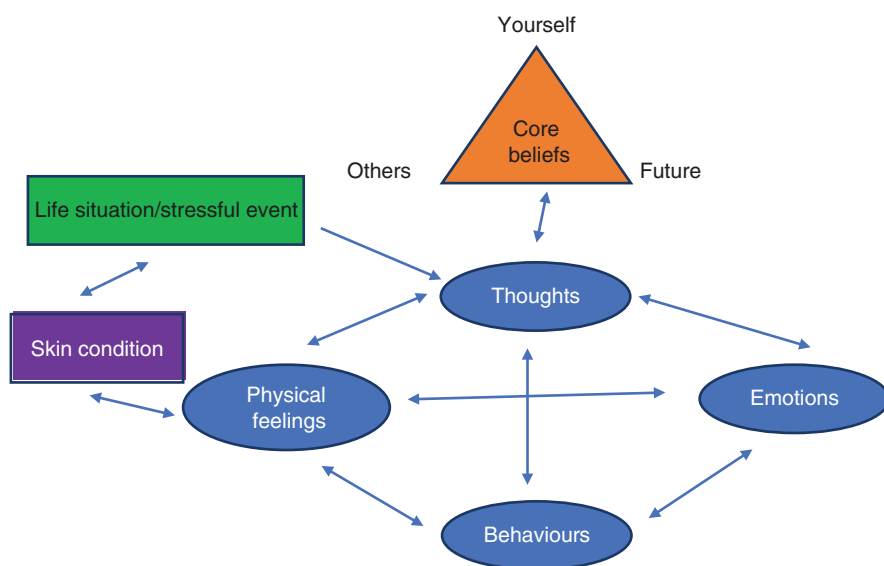 Yourself
Core
beliefs
Others
Future
Life situation/stressful event
Thoughts
Skin condition
Physical
feelings
Emotions
Behaviours